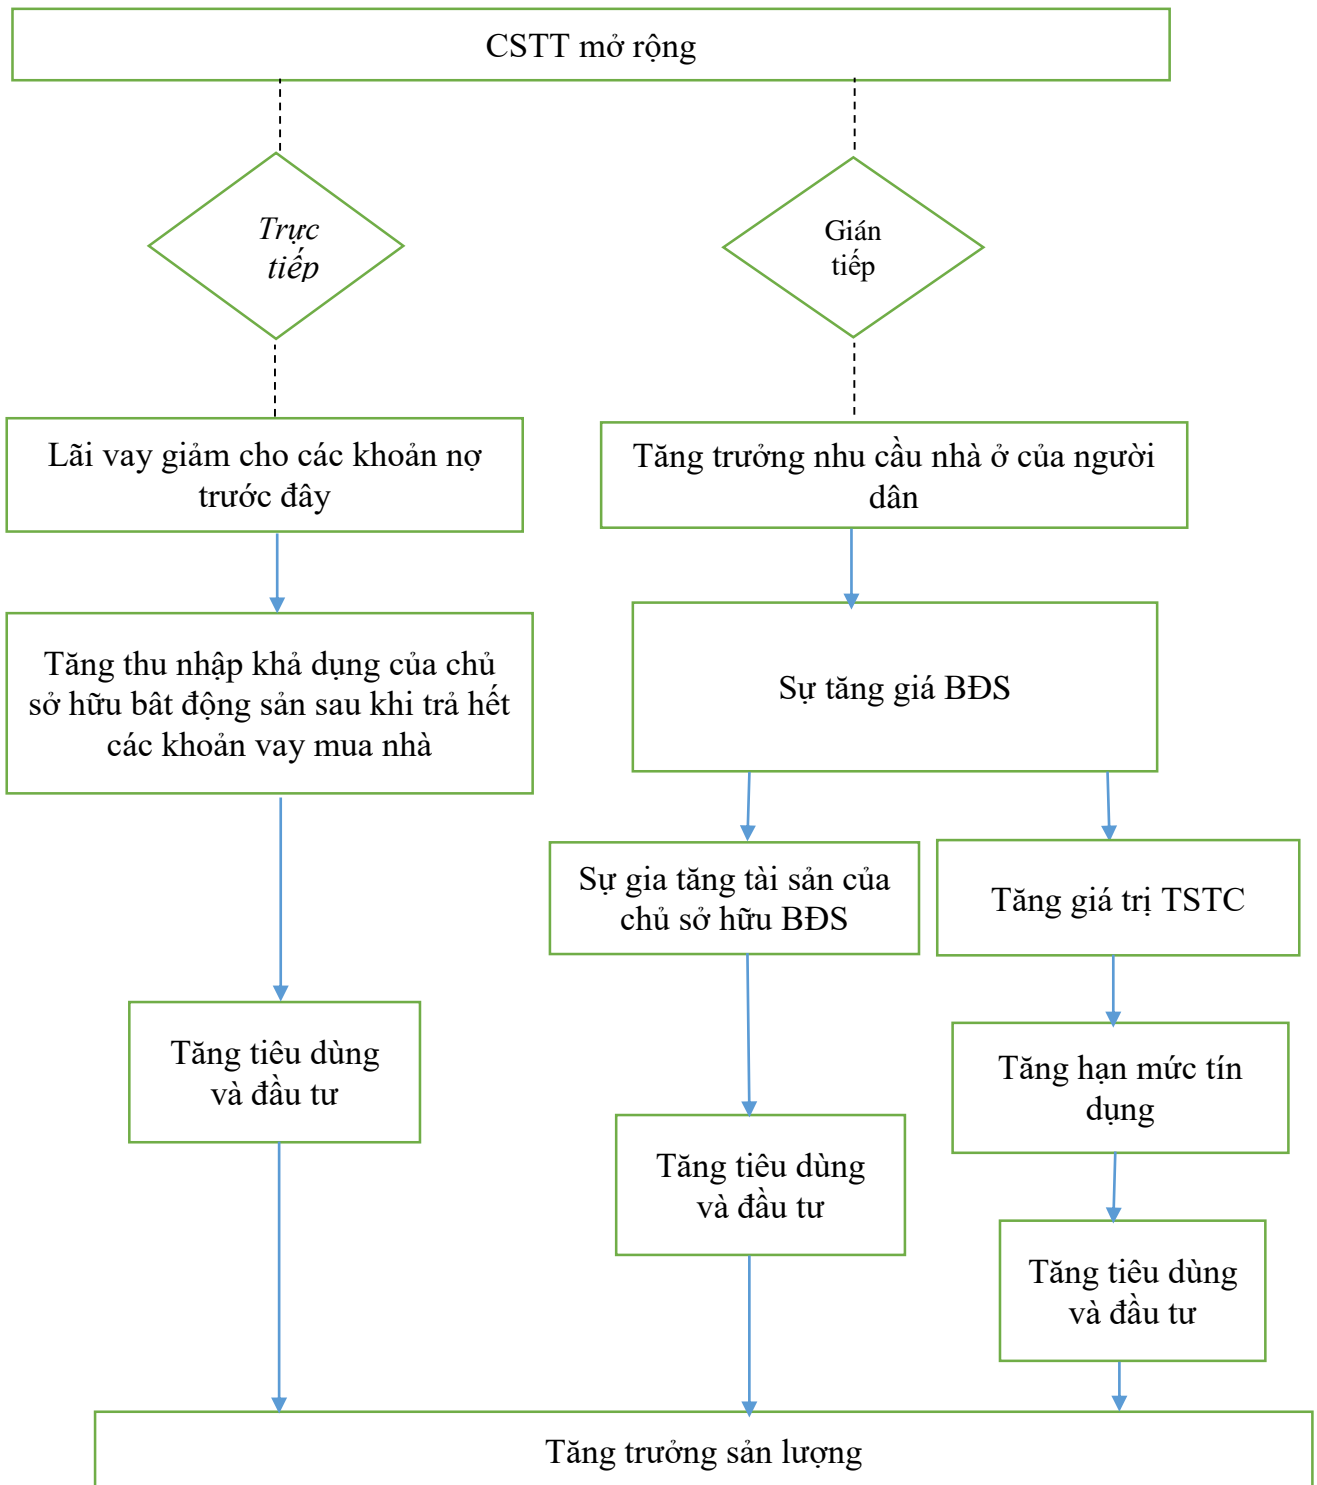 CSTT mở rộng
Trực
tiếp
Gián
tiếp
Lãi vay giảm cho các khoản nợ
trước đây
Tăng trưởng nhu cầu nhà ở của người
dân
Tăng thu nhập khả dụng của chủ
sở hữu bât động sản sau khi trả hết
các khoản vay mua nhà
Sự tăng giá BĐS
Sự gia tăng tài sản của
chủ sở hữu BĐS
Tăng giá trị TSTC
Tăng tiêu dùng
và đầu tư
Tăng hạn mức tín
dụng
Tăng tiêu dùng
và đầu tư
Tăng tiêu dùng
và đầu tư
Tăng trưởng sản lượng